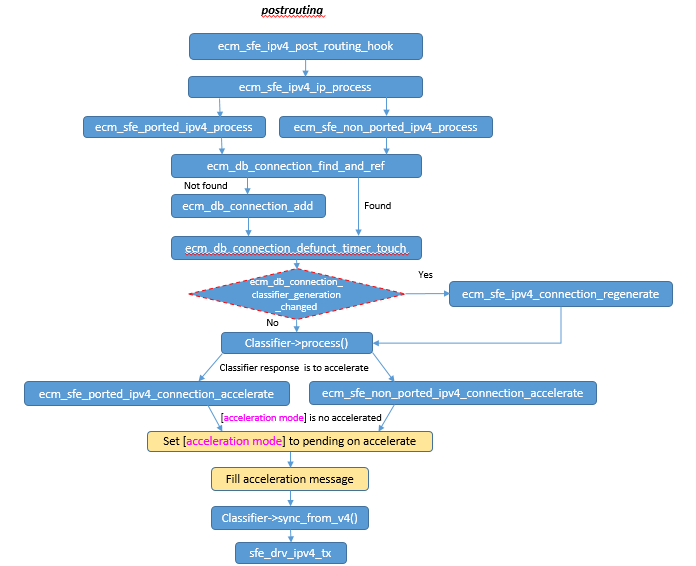 postrouting
ecm_sfe_ipv4_post_routing_hook
ecm_sfe_ipv4_ip_process
ecm_sfe_ported_ipv4_process
ecm_sfe_non_ported_ipv4_process
ecm_db_connection_find_and_ref
Not found
ecm_db_connection_add
Found
ecm_db_connection_defunct_timer_touch
ecm_db_connection_
classifier_generation
_changed
Yes
ecm_sfe_ipv4_connection_regenerate
No
Classifier->process()
Classifier response is to accelerate
ecm_sfe_ported_ipv4_connection_accelerate
ecm_sfe_non_ported_ipv4_connection_accelerate
[acceleration mode] is no accelerated
Set [acceleration mode] to pending on accelerate
Fill acceleration message
Classifier->sync_from_v4()
sfe_drv_ipv4_tx